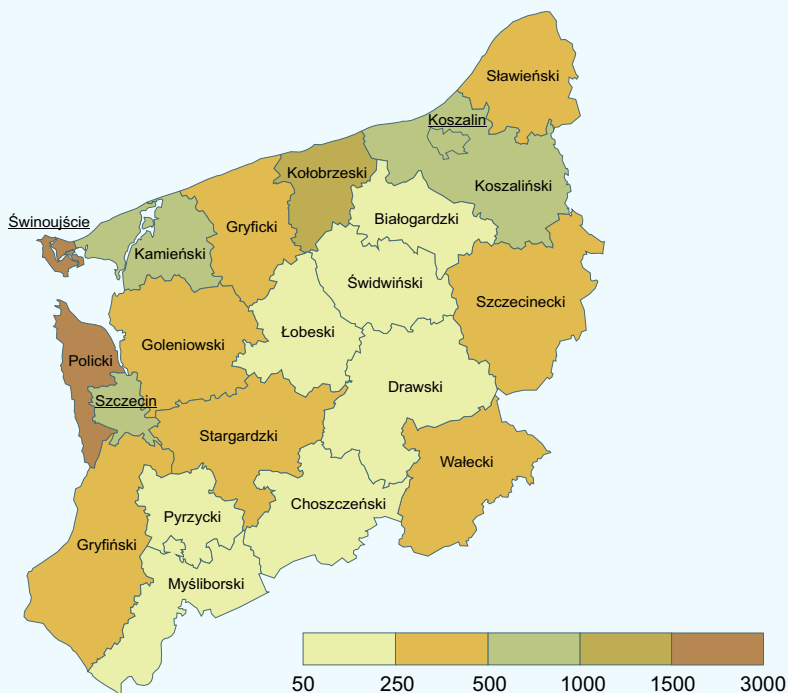 Sławieński
Koszalin
Kołobrzeski
Koszaliński
Białogardzki
Świnoujście
Gryficki
Kamieński
Świdwiński
Szczecinecki
Łobeski
Goleniowski
Policki
Drawski
Szczecin
Stargardzki
Wałecki
Choszczeński
Pyrzycki
Gryfiński
Myśliborski
50 250 500 1000 1500 3000